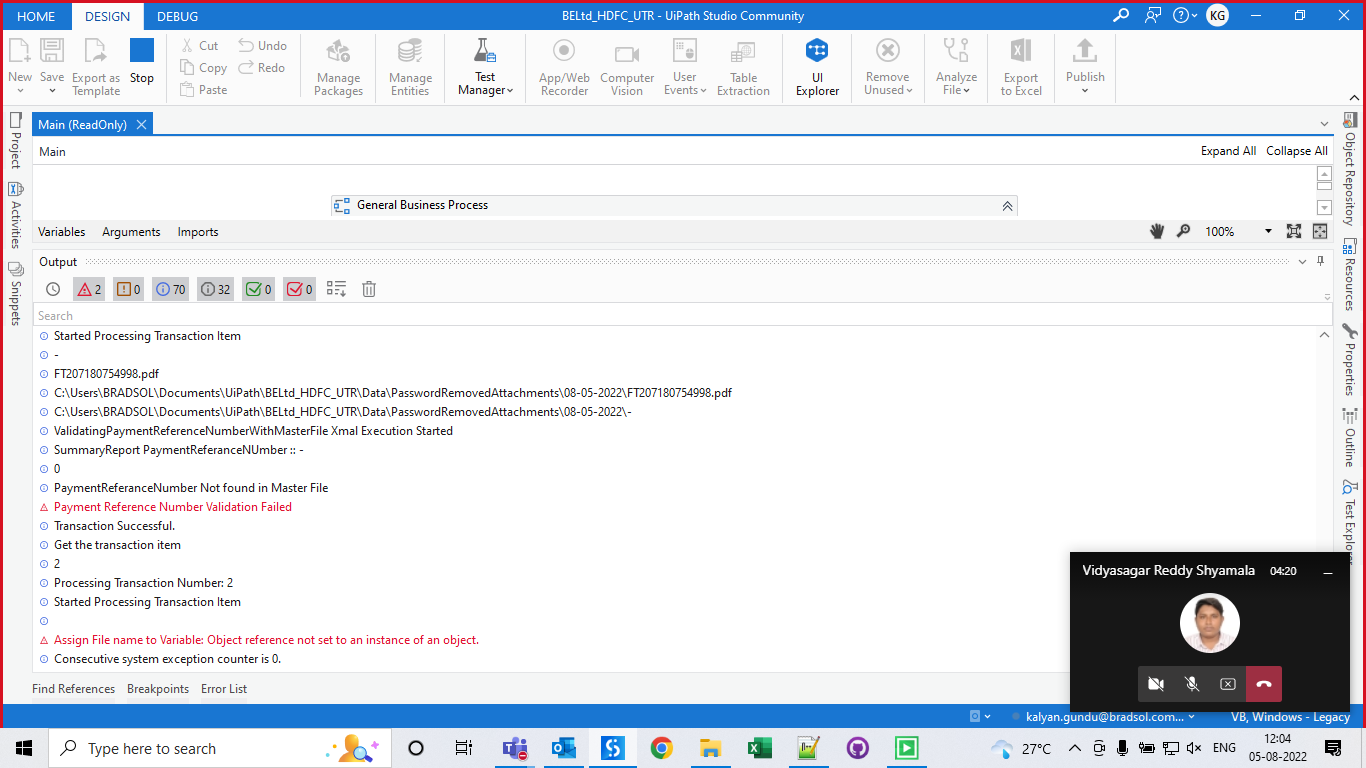 HOME DESIGN DEBUG BELtd_HDFC_UTR - UiPath Studio Community KG
New Save Export as Template Stop Cut Copy Paste Undo Redo Manage Packages Manage Entities Test Manager App/Web Recorder Computer Vision User Events Table Extraction UI Explorer Remove Unused Analyze File Export to Excel Publish
Main (ReadOnly)
Main Expand All Collapse All
General Business Process
Variables Arguments Imports 100%
Output
2 0 70 32 0 0
Search
Started Processing Transaction Item
-
FT207180754998.pdf
C:\Users\BRADSOL\Documents\UiPath\BELtd_HDFC_UTR\Data\PasswordRemovedAttachments\08-05-2022\FT207180754998.pdf
C:\Users\BRADSOL\Documents\UiPath\BELtd_HDFC_UTR\Data\PasswordRemovedAttachments\08-05-2022\-
ValidatingPaymentReferenceNumberWithMasterFile Xmal Execution Started
SummaryReport PaymentReferanceNUmber :: -
0
PaymentReferanceNumber Not found in Master File
Payment Reference Number Validation Failed
Transaction Successful.
Get the transaction item
2
Processing Transaction Number: 2
Started Processing Transaction Item
Assign File name to Variable: Object reference not set to an instance of an object.
Consecutive system exception counter is 0.
Find References Breakpoints Error List
Project
Activities
Snippets
Object Repository
Resources
Properties
Outline
Test Explorer
Vidyasagar Reddy Shyamala 04:20
kalyan.gundu@bradsol.com... VB, Windows - Legacy
Type here to search 27°C ENG 12:04
05-08-2022